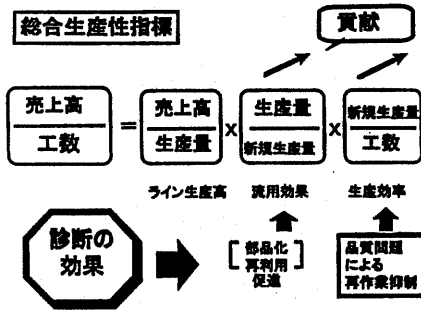 総合生産性指標
貢献
売上高
工数
=
売上高
生産量
x
生産量
新規生産量
x
新規生産量
工数
ライン生産高
流用効果
生産効率
診断の
効果
部品化
再利用
促進
品質問題
による
再作業抑制